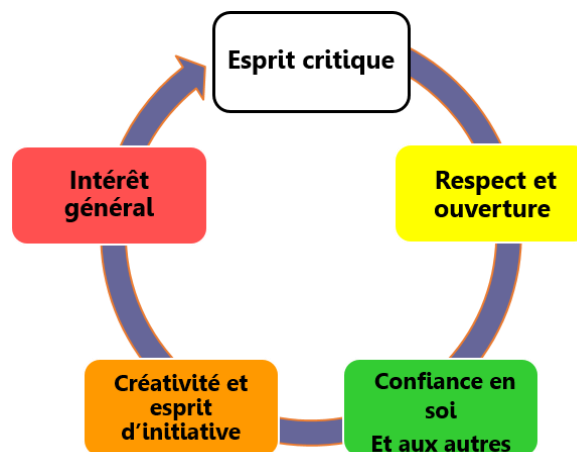 Esprit critique
Respect et
ouverture
Confiance en
soi
Et aux autres
Créativité et
esprit
d’initiative
Intérêt
général